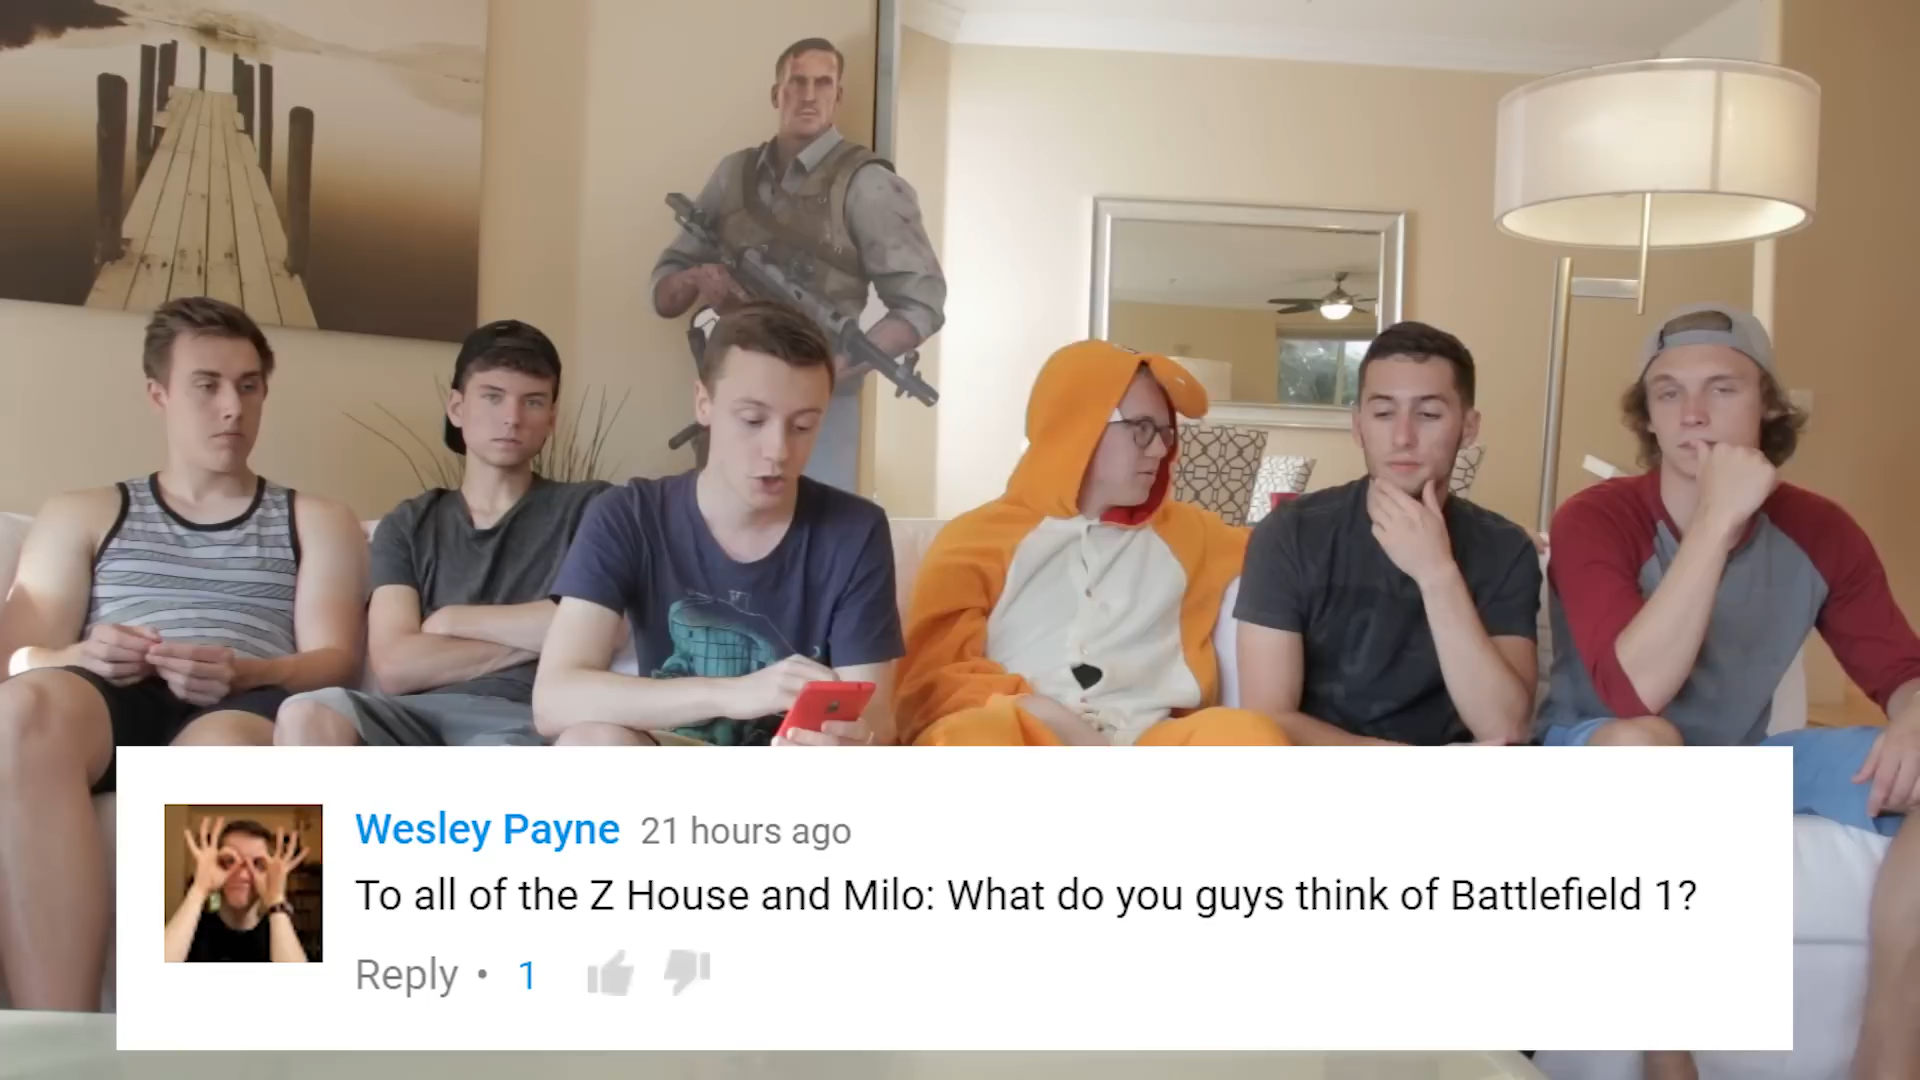 Wesley Payne 21 hours ago
To all of the Z House and Milo: What do you guys think of Battlefield 1?
Reply • 1